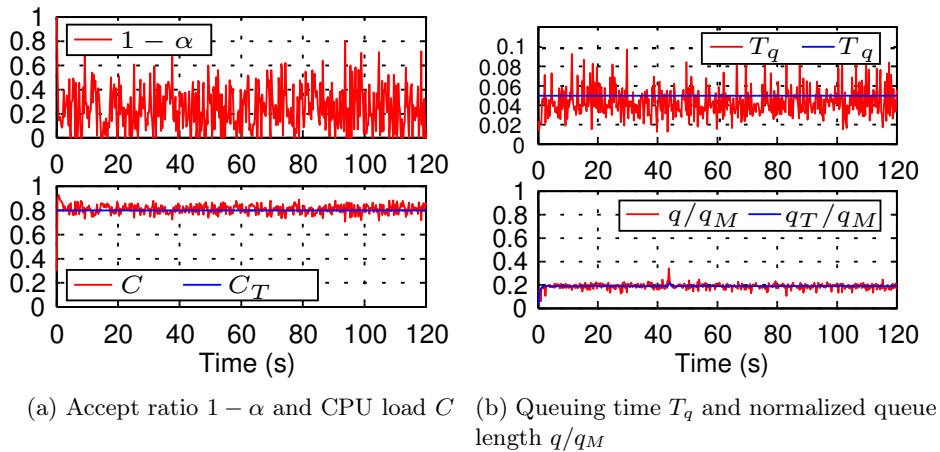 1 − α
1
0.8
0.6
0.4
0.2
0
0 20 40 60 80 100 120
1
0.8
0.6
0.4
0.2
0
C C_T
0 20 40 60 80 100 120
Time (s)
(a) Accept ratio 1 − α and CPU load C
T_q T_q
0.1
0.08
0.06
0.04
0.02
0
0 20 40 60 80 100 120
q/q_M q_T/q_M
1
0.8
0.6
0.4
0.2
0
0 20 40 60 80 100 120
Time (s)
(b) Queuing time T_q and normalized queue
length q/q_M